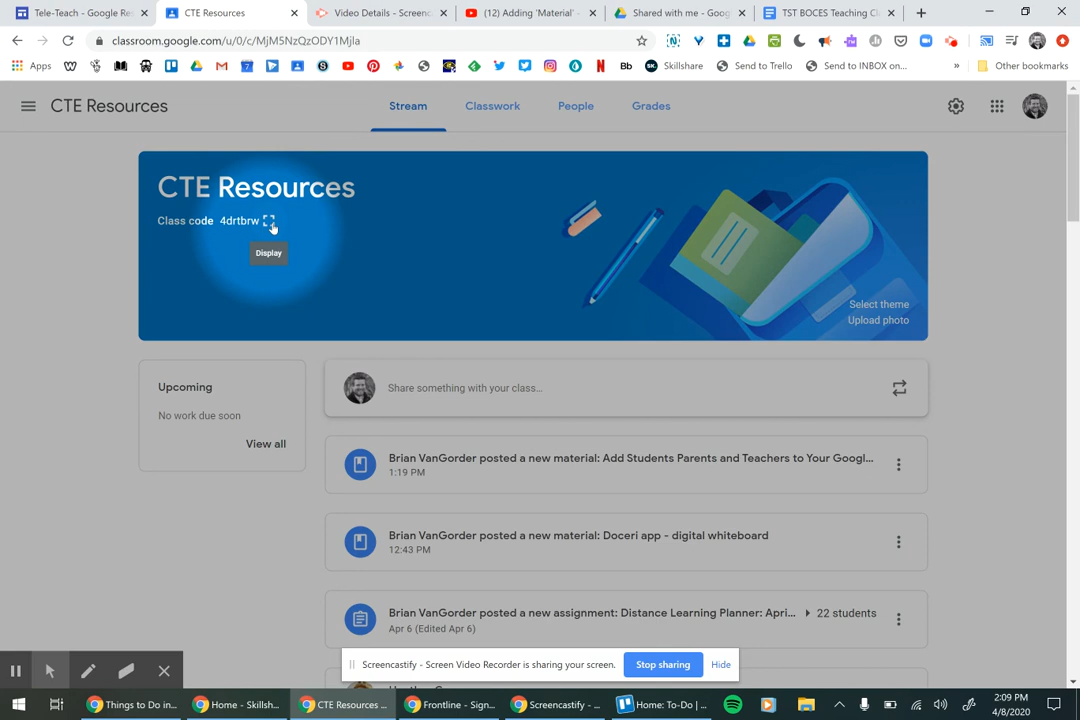 Tele-Teach - Google Re
CTE Resources
Video Details - Screenc
(12) Adding 'Material' -
Shared with me - Goog
TST BOCES Teaching Cl
classroom.google.com/u/0/c/MjM5NzQzODY1Mjla
Apps
Bb
SK.
Skillshare
Send to Trello
Send to INBOX on...
»
Other bookmarks
CTE Resources
Stream
Classwork
People
Grades
CTE Resources
Class code 4drtbrw
Display
Select theme
Upload photo
Upcoming
No work due soon
View all
Share something with your class...
Brian VanGorder posted a new material: Add Students Parents and Teachers to Your Googl...
1:19 PM
Brian VanGorder posted a new material: Doceri app - digital whiteboard
12:43 PM
Brian VanGorder posted a new assignment: Distance Learning Planner: Apri...
22 students
Apr 6 (Edited Apr 6)
Screencastify - Screen Video Recorder is sharing your screen.
Stop sharing
Hide
Things to Do in...
Home - Skillsh...
CTE Resources ...
Frontline - Sign...
Screencastify - ...
Home: To-Do | ...
2:09 PM
4/8/2020